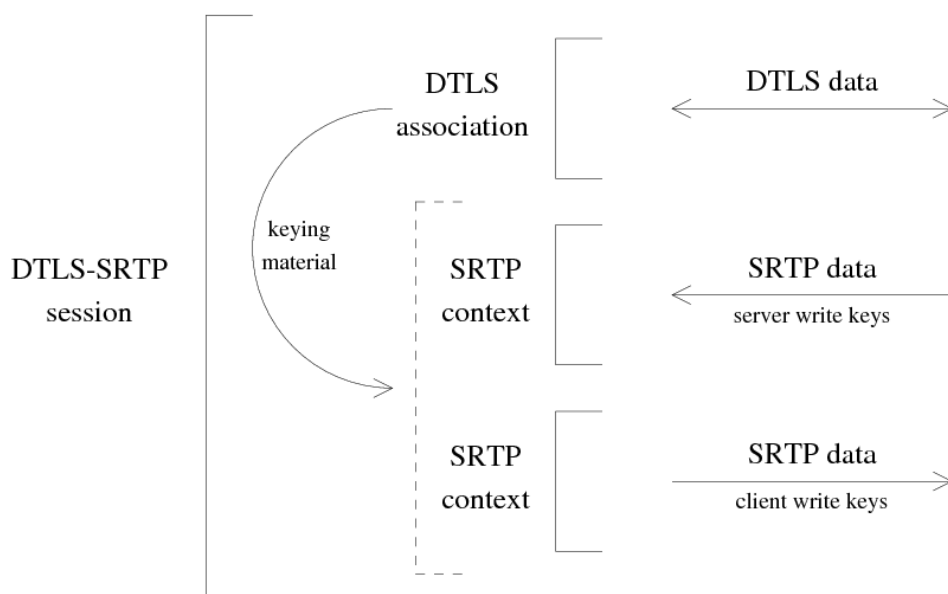 DTLS
association
DTLS data
keying
material
DTLS-SRTP
session
SRTP
context
SRTP data
server write keys
SRTP
context
SRTP data
client write keys